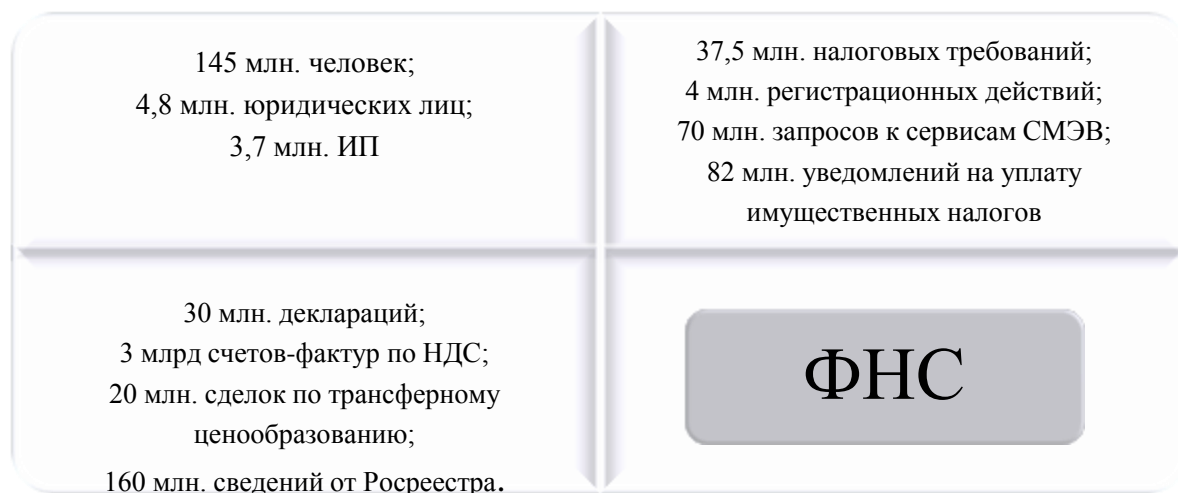 145 млн. человек;
4,8 млн. юридических лиц;
3,7 млн. ИП
37,5 млн. налоговых требований;
4 млн. регистрационных действий;
70 млн. запросов к сервисам СМЭВ;
82 млн. уведомлений на уплату
имущественных налогов
30 млн. деклараций;
3 млрд счетов-фактур по НДС;
20 млн. сделок по трансферному
ценообразованию;
160 млн. сведений от Росреестра.
ФНС